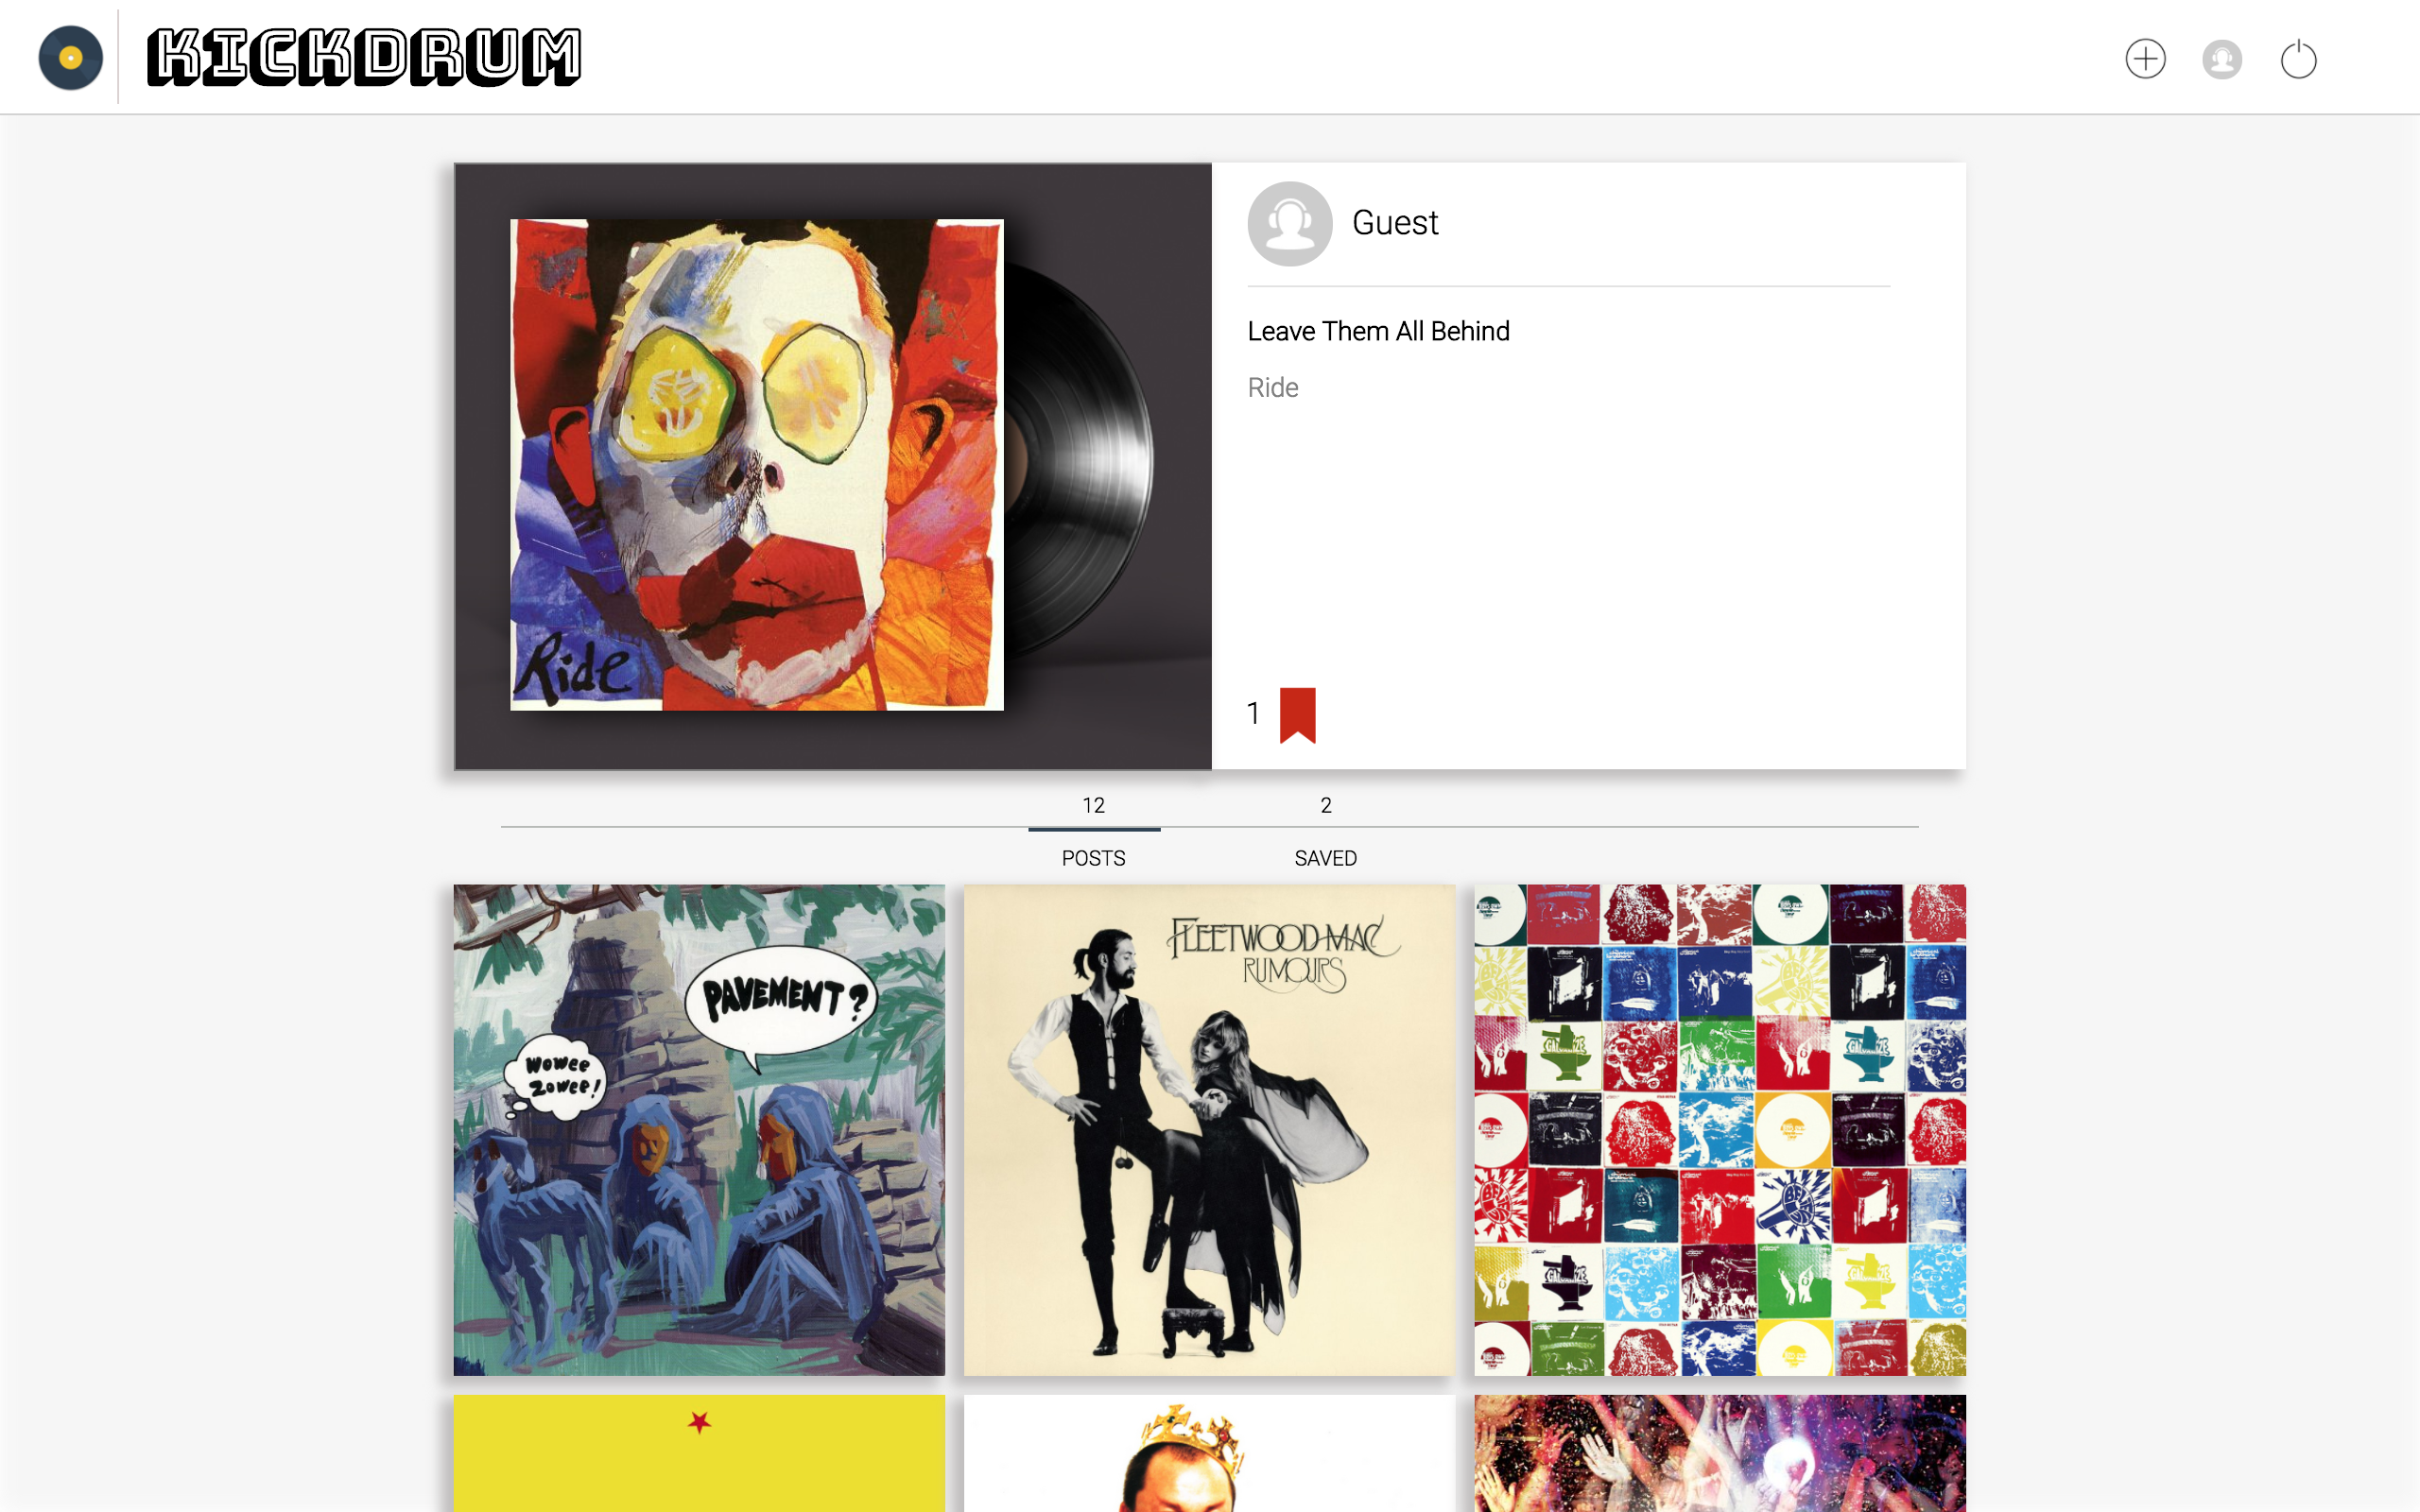 KICKDRUM
Guest
Leave Them All Behind
Ride
Ride
1
12
2
POSTS
SAVED
PAVEMENT?
WOWEE
ZOWEE!
FLEETWOOD MAC
RUMOURS